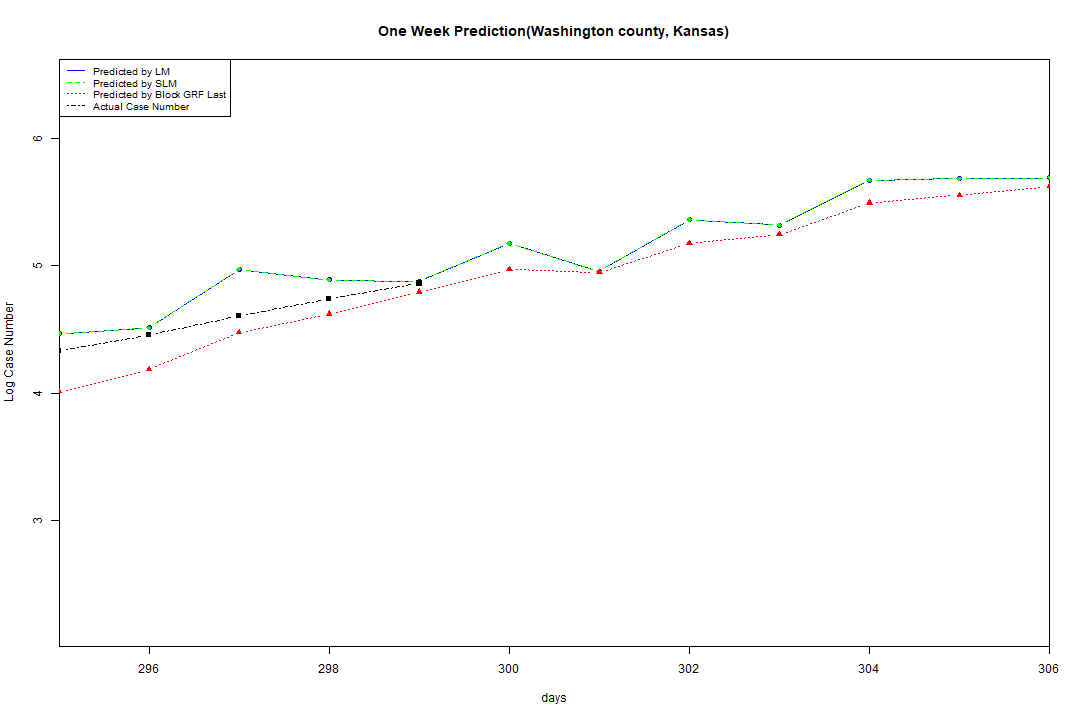 One Week Prediction(Washington county, Kansas)
Predicted by LM
Predicted by SLM
Predicted by Block GRF Last
Actual Case Number
6
5
4
3
Log Case Number
296 298 300 302 304 306
days